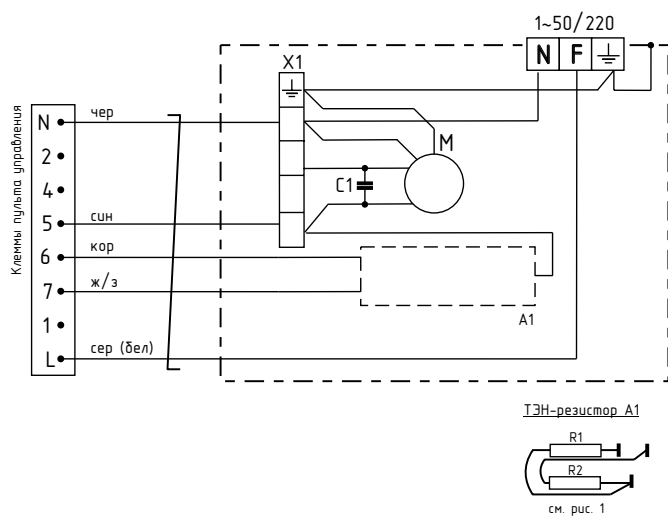 1~50/220
N F
X1
Клеммы пульта управления
N
чер
2
4
M
C1
5
син
6
кор
7
ж/з
1
A1
L
сер (бел)
ТЭН-резистор А1
R1
R2
см. рис. 1